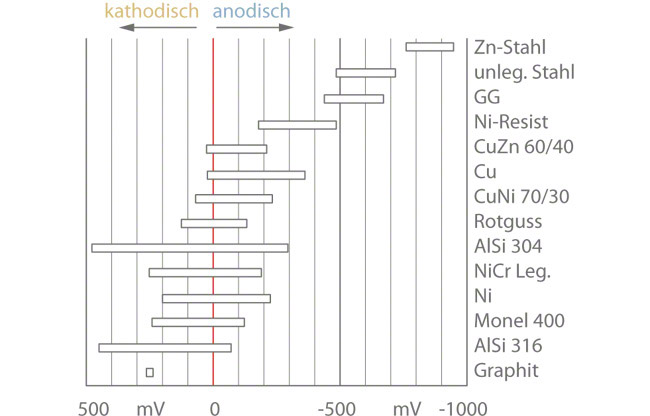 kathodisch anodisch
Zn-Stahl
unleg. Stahl
GG
Ni-Resist
CuZn 60/40
Cu
CuNi 70/30
Rotguss
AlSi 304
NiCr Leg.
Ni
Monel 400
AlSi 316
Graphit
500 mV 0 -500 mV -1000